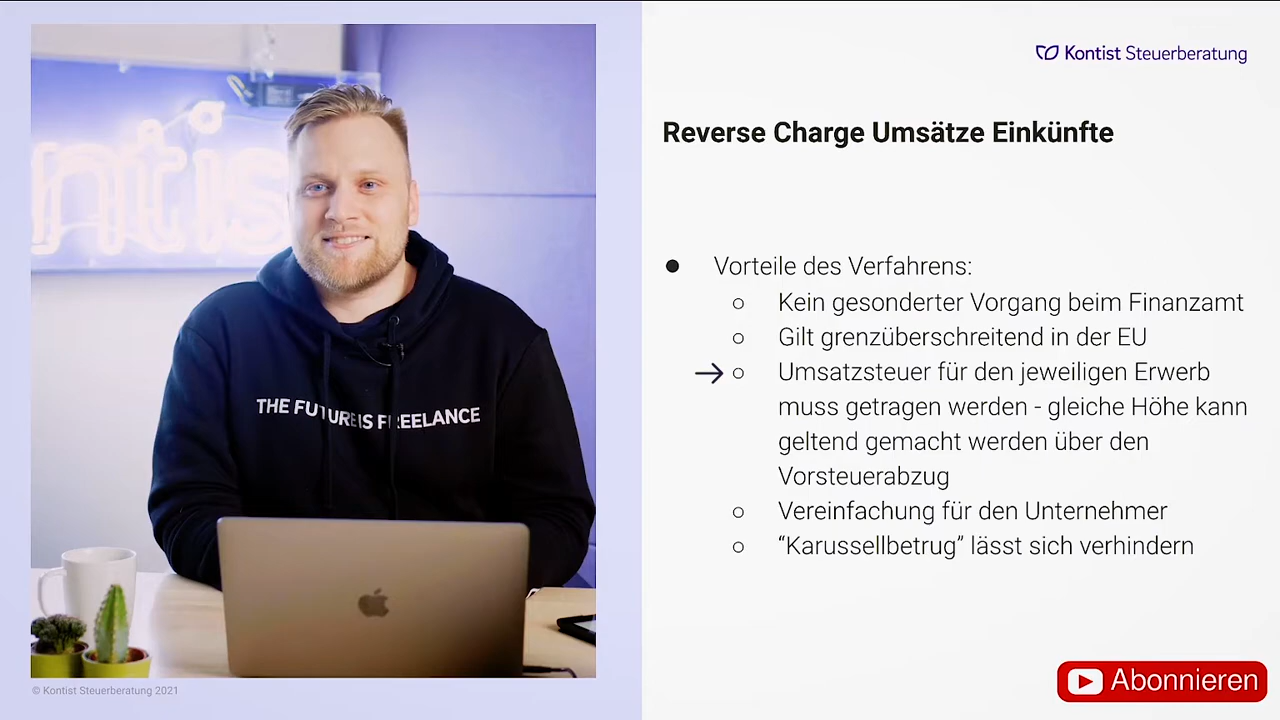 Kontist Steuerberatung
Reverse Charge Umsätze Einkünfte
● Vorteile des Verfahrens:
○ Kein gesonderter Vorgang beim Finanzamt
○ Gilt grenzüberschreitend in der EU
→ ○ Umsatzsteuer für den jeweiligen Erwerb
muss getragen werden - gleiche Höhe kann
geltend gemacht werden über den
Vorsteuerabzug
○ Vereinfachung für den Unternehmer
○ “Karussellbetrug” lässt sich verhindern
THE FUTURE IS FREELANCE
© Kontist Steuerberatung 2021
Abonnieren